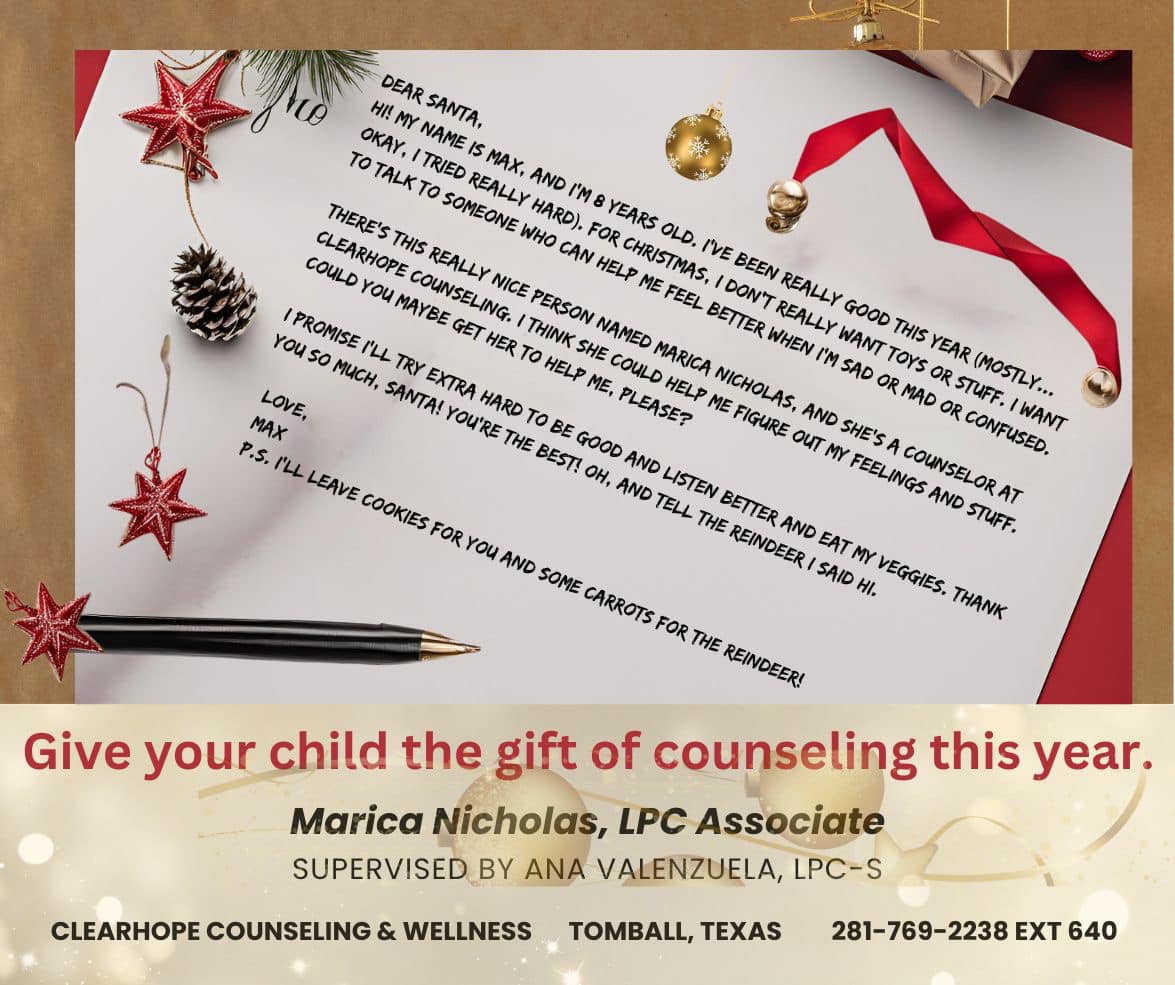 DEAR SANTA,
HI! MY NAME IS MAX, AND I'M 8 YEARS OLD. I'VE BEEN REALLY GOOD THIS YEAR (MOSTLY...
OKAY, I TRIED REALLY HARD). FOR CHRISTMAS, I DON'T REALLY WANT TOYS OR STUFF. I WANT
TO TALK TO SOMEONE WHO CAN HELP ME FEEL BETTER WHEN I'M SAD OR MAD OR CONFUSED.
THERE'S THIS REALLY NICE PERSON NAMED MARICA NICHOLAS, AND SHE'S A COUNSELOR AT
CLEARHOPE COUNSELING. I THINK SHE COULD HELP ME FIGURE OUT MY FEELINGS AND STUFF.
COULD YOU MAYBE GET HER TO HELP ME, PLEASE?
I PROMISE I'LL TRY EXTRA HARD TO BE GOOD AND LISTEN BETTER AND EAT MY VEGGIES. THANK
YOU SO MUCH, SANTA! YOU'RE THE BEST! OH, AND TELL THE REINDEER I SAID HI.
LOVE,
MAX
P.S. I'LL LEAVE COOKIES FOR YOU AND SOME CARROTS FOR THE REINDEER!
Give your child the gift of counseling this year.
Marica Nicholas, LPC Associate
SUPERVISED BY ANA VALENZUELA, LPC-S
CLEARHOPE COUNSELING & WELLNESS TOMBALL, TEXAS 281-769-2238 EXT 640